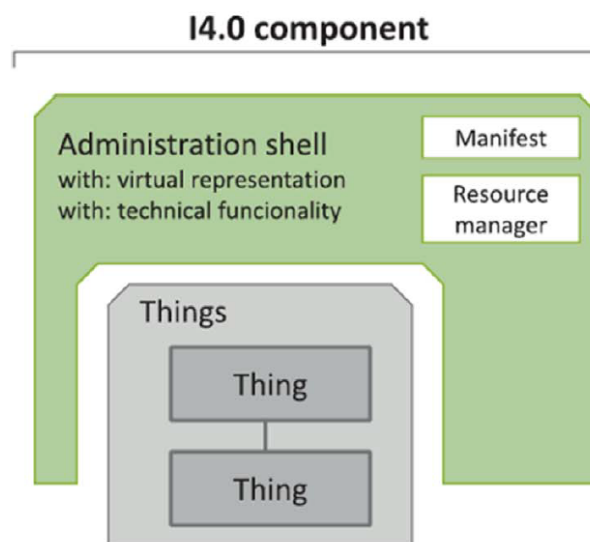 I4.0 component
Administration shell
with: virtual representation
with: technical funcionality
Manifest
Resource
manager
Things
Thing
Thing